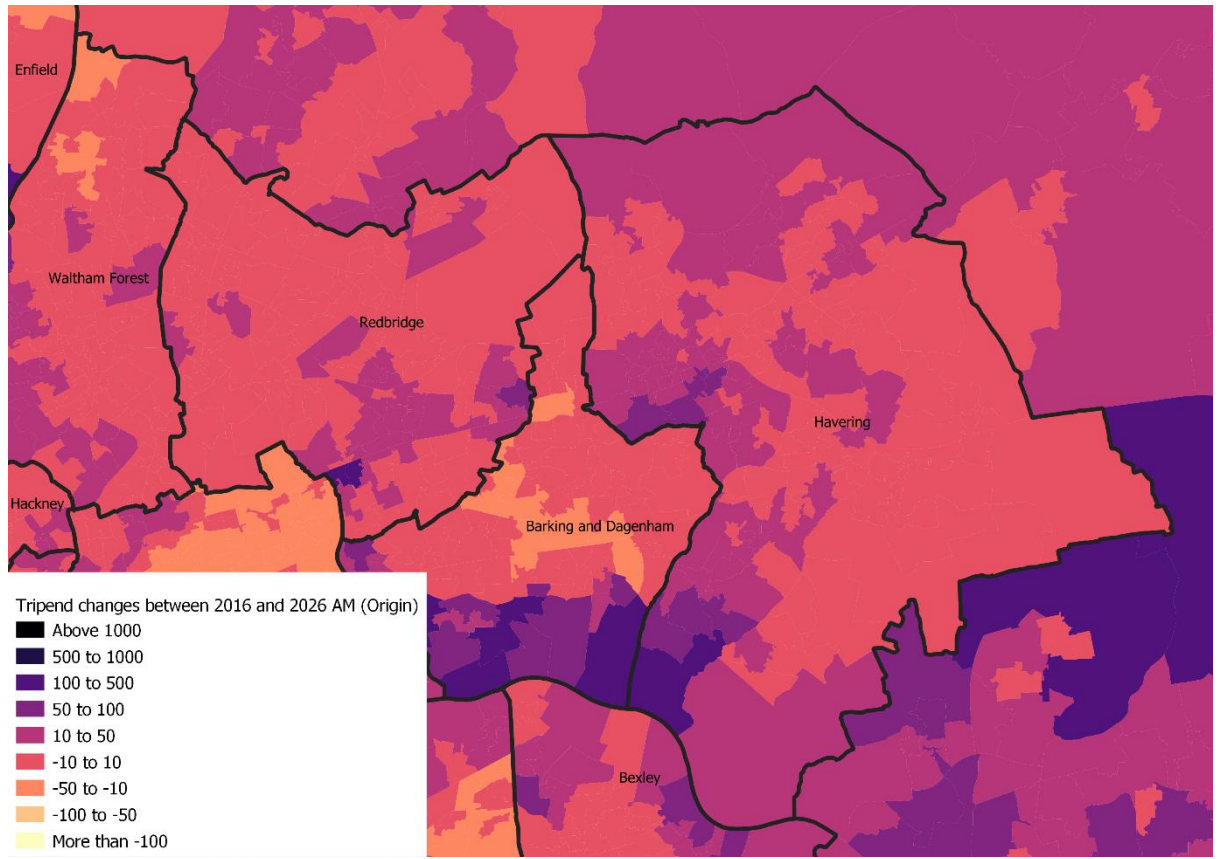 Enfield
Waltham Forest
Redbridge
Havering
Hackney
Barking and Dagenham
Bexley
Tripend changes between 2016 and 2026 AM (Origin)
Above 1000
500 to 1000
100 to 500
50 to 100
10 to 50
-10 to 10
-50 to -10
-100 to -50
More than -100